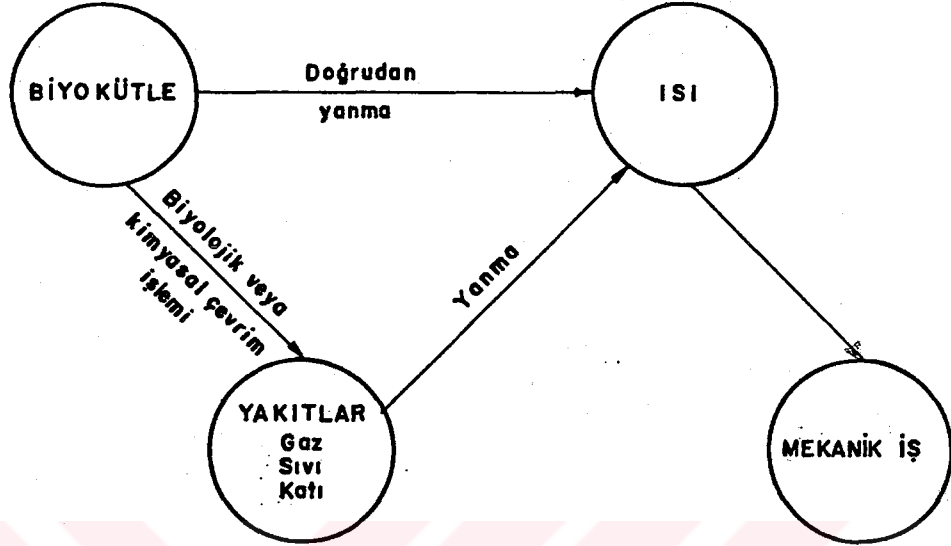 BİYOKÜTLE
Doğrudan
yanma
ISI
Biyolojik veya
kimyasal çevrim
işlemi
Yanma
YAKITLAR
Gaz
Sıvı
Katı
MEKANİK İŞ